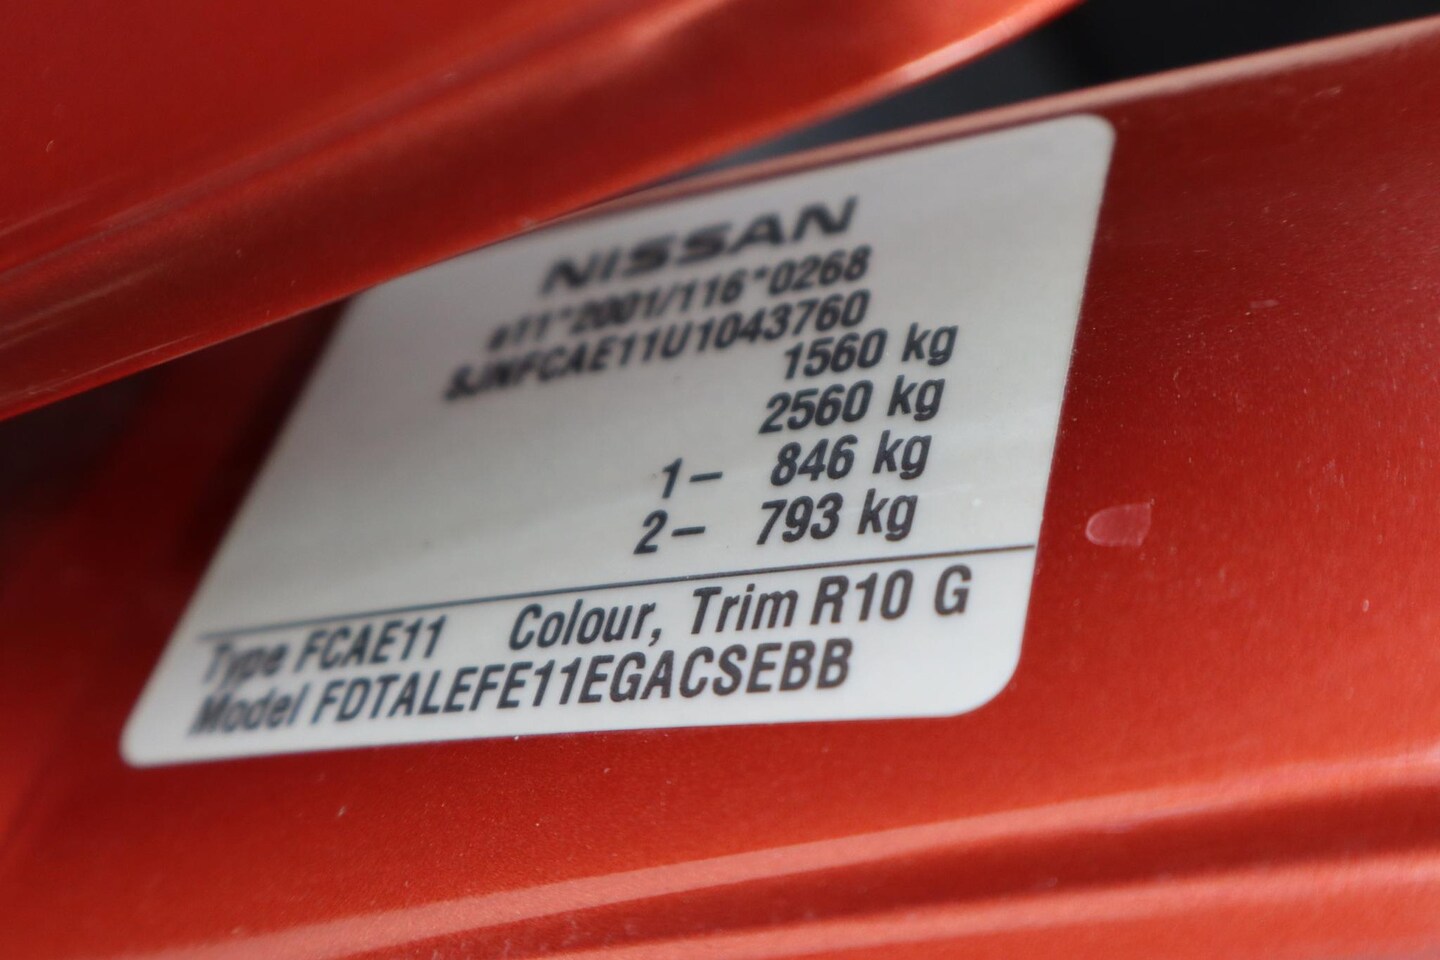 NISSAN
e11*2001/116*0268
SJNFCAE11U1043760
1560 kg
2560 kg
1– 846 kg
2– 793 kg
Type FCAE11 Colour, Trim R10 G
Model FDTALEFE11EGACSEBB